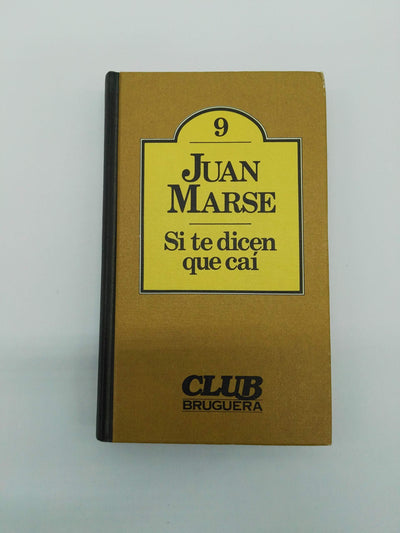 9
JUAN
MARSE
Si te dicen
que caí
CLUB
BRUGUERA